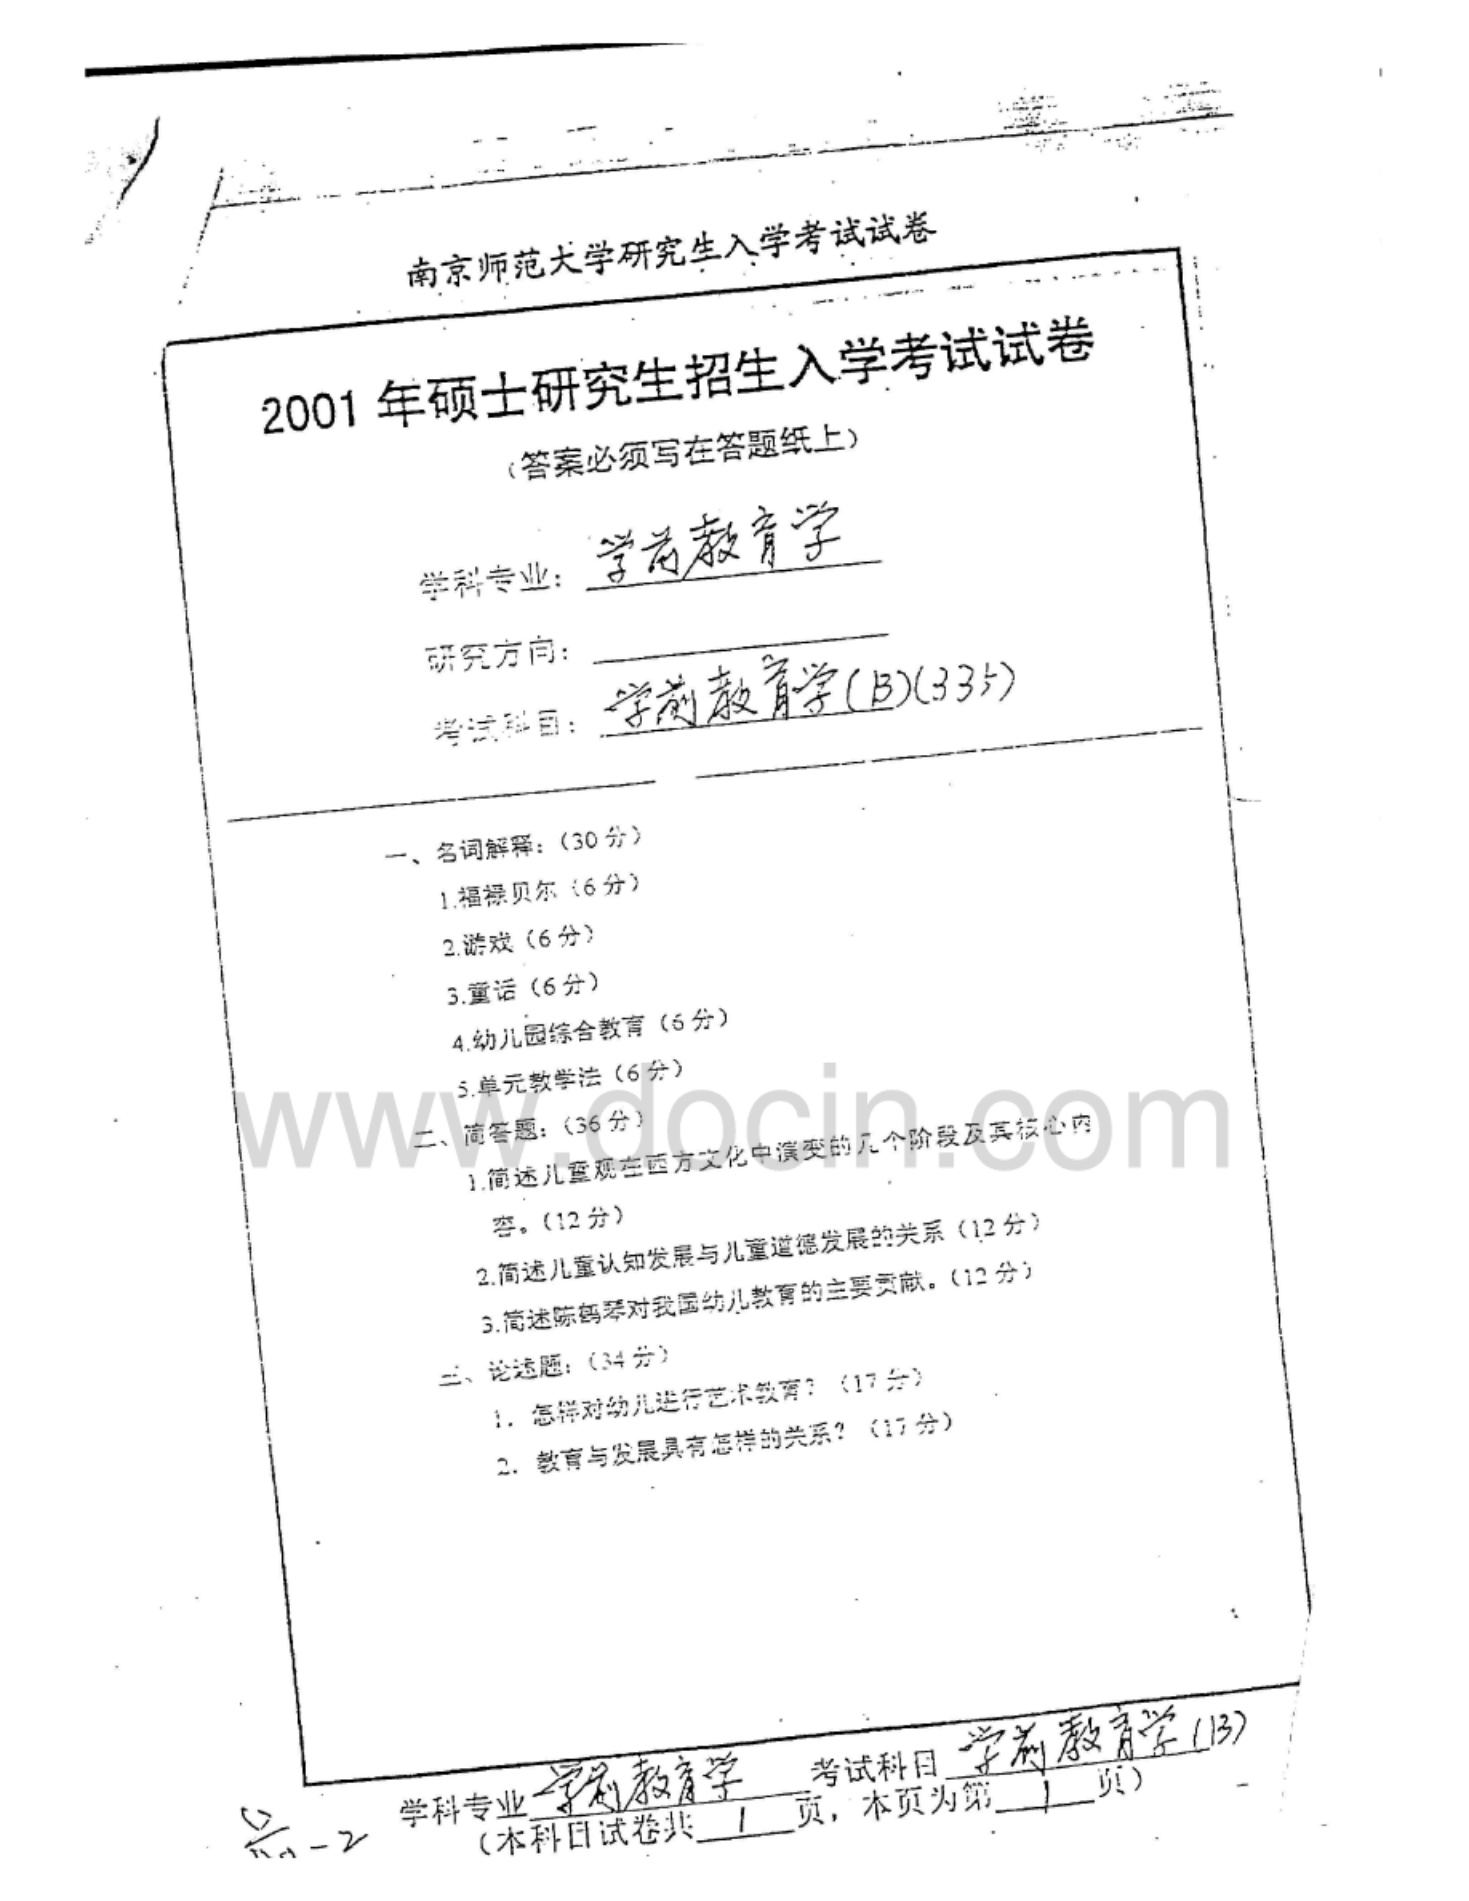 南京师范大学研究生入学考试试卷
2001年硕士研究生招生入学考试试卷
（答案必须写在答题纸上）
学科专业：学前教育学
研究方向：
考试科目：学前教育学(B)(335)
一、名词解释：（30分）
1.福禄贝尔（6分）
2.游戏（6分）
3.童话（6分）
4.幼儿园综合教育（6分）
5.单元教学法（6分）
二、简答题：（36分）
1.简述儿童观在西方文化中演变的几个阶段及其核心内
容。（12分）
2.简述儿童认知发展与儿童道德发展的关系（12分）
3.简述陈鹤琴对我国幼儿教育的主要贡献。（12分）
三、论述题：（34分）
1. 怎样对幼儿进行艺术教育？（17分）
2. 教育与发展具有怎样的关系？（17分）
www.docin.com
学科专业 学前教育学 考试科目 学前教育学(B)
（本科目试卷共 1 页，本页为第 1 页）